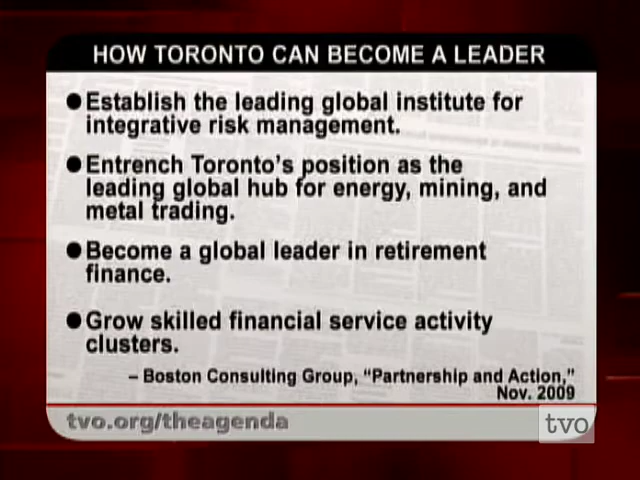 HOW TORONTO CAN BECOME A LEADER
● Establish the leading global institute for
integrative risk management.
● Entrench Toronto's position as the
leading global hub for energy, mining, and
metal trading.
● Become a global leader in retirement
finance.
● Grow skilled financial service activity
clusters.
– Boston Consulting Group, “Partnership and Action,”
Nov. 2009
tvo.org/theagenda
tvo